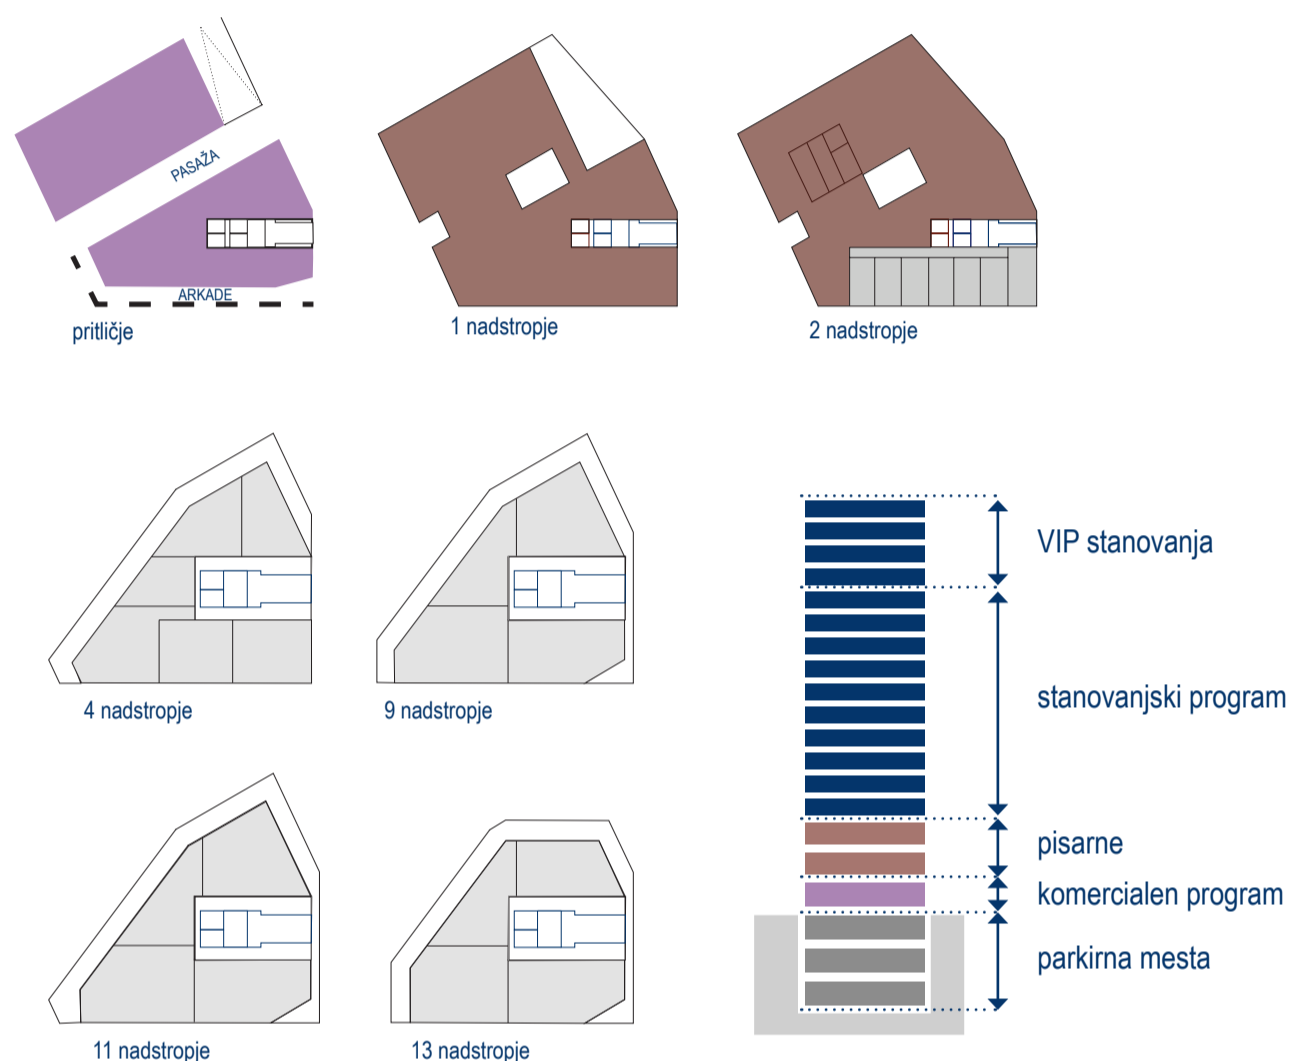 PASAŽA
ARKADE
pritličje
1 nadstropje
2 nadstropje
4 nadstropje
9 nadstropje
11 nadstropje
13 nadstropje
VIP stanovanja
stanovanjski program
pisarne
komercialen program
parkirna mesta